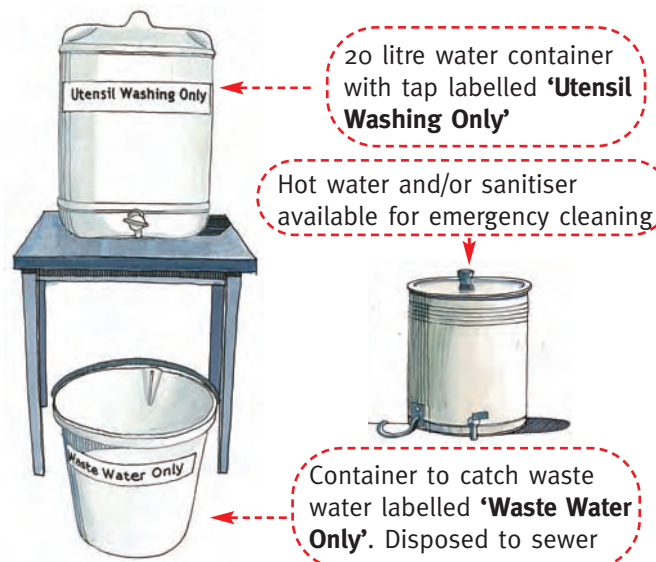 Utensil Washing Only
20 litre water container
with tap labelled ‘Utensil
Washing Only’
Hot water and/or sanitiser
available for emergency cleaning
Waste Water Only
Container to catch waste
water labelled ‘Waste Water
Only’. Disposed to sewer